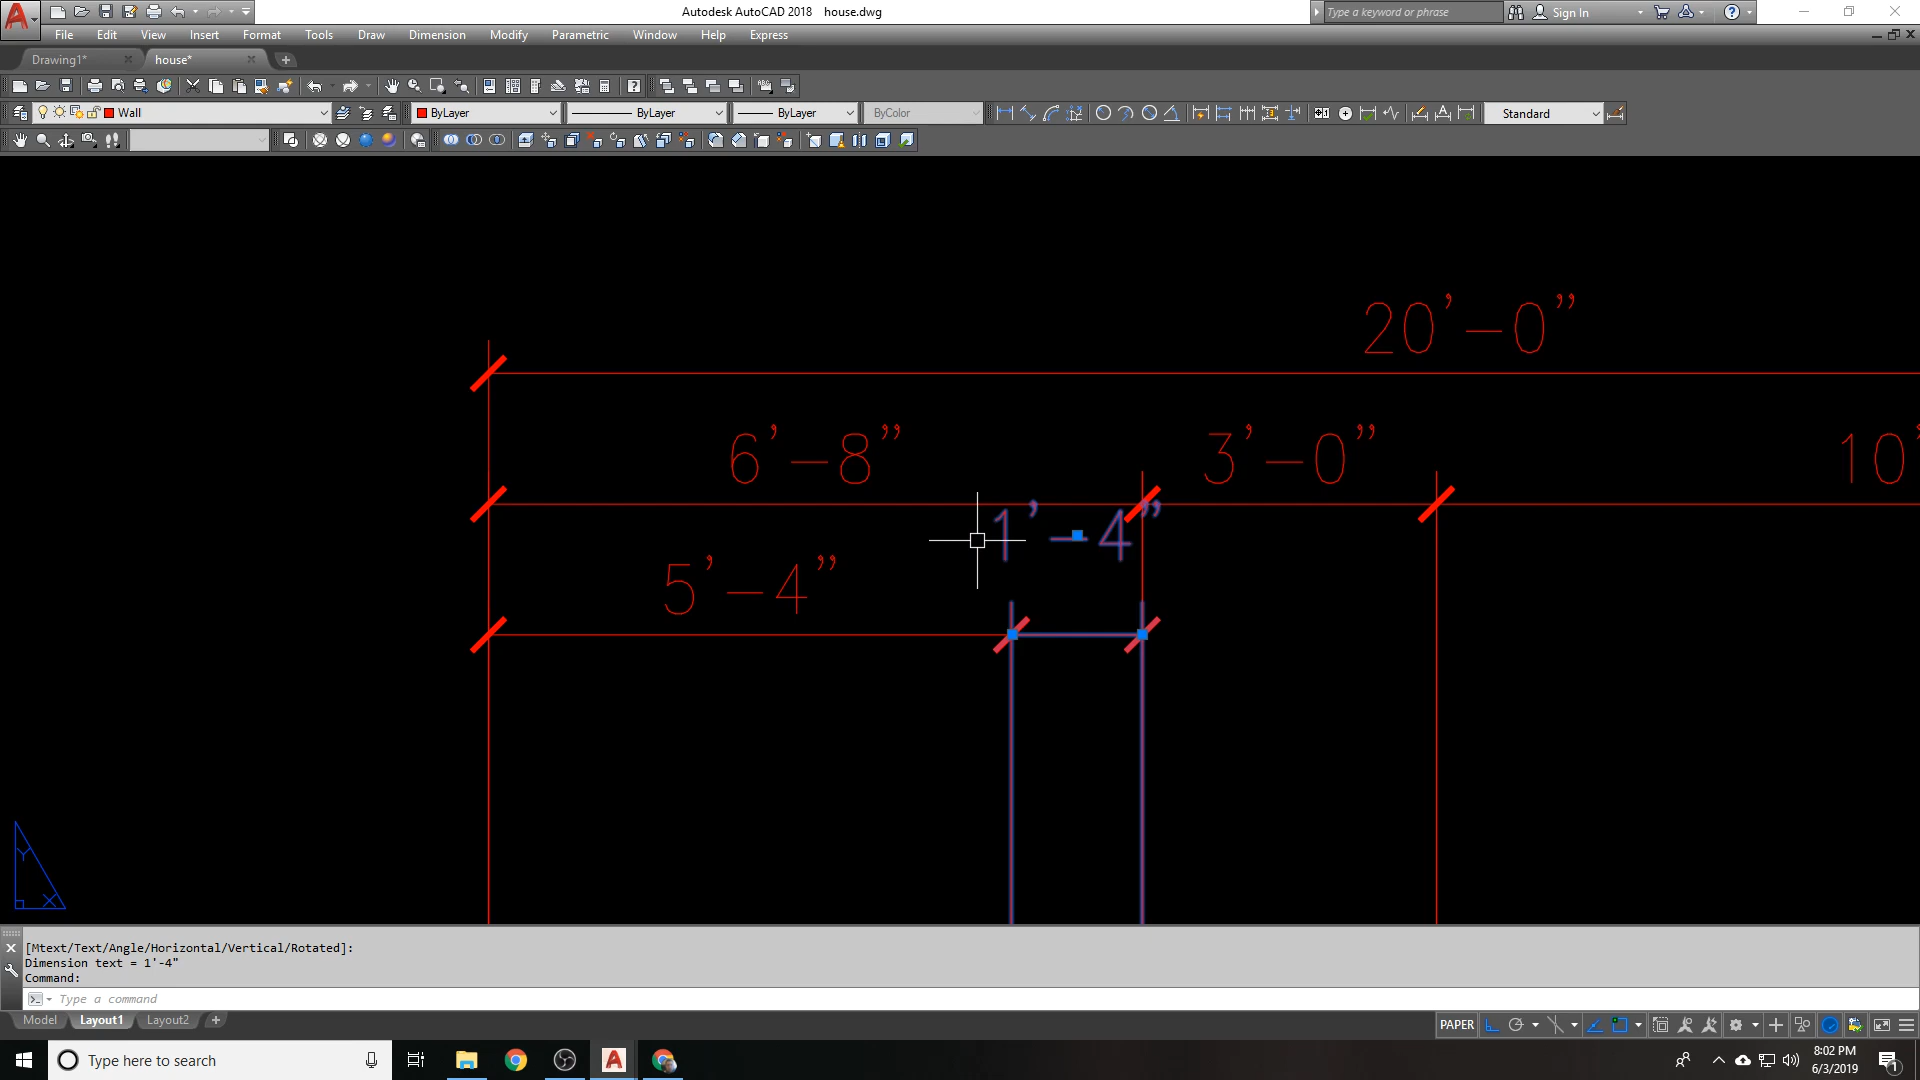 Autodesk AutoCAD 2018 house.dwg
Type a keyword or phrase
Sign In
File Edit View Insert Format Tools Draw Dimension Modify Parametric Window Help Express
Drawing1* house*
Wall
ByLayer
ByLayer
ByLayer
ByColor
Standard
20'-0"
6'-8"
3'-0"
10'
1'-4"
5'-4"
Y
X
[Mtext/Text/Angle/Horizontal/Vertical/Rotated]:
Dimension text = 1'-4"
Command:
Type a command
Model Layout1 Layout2
PAPER
Type here to search
8:02 PM
6/3/2019
1